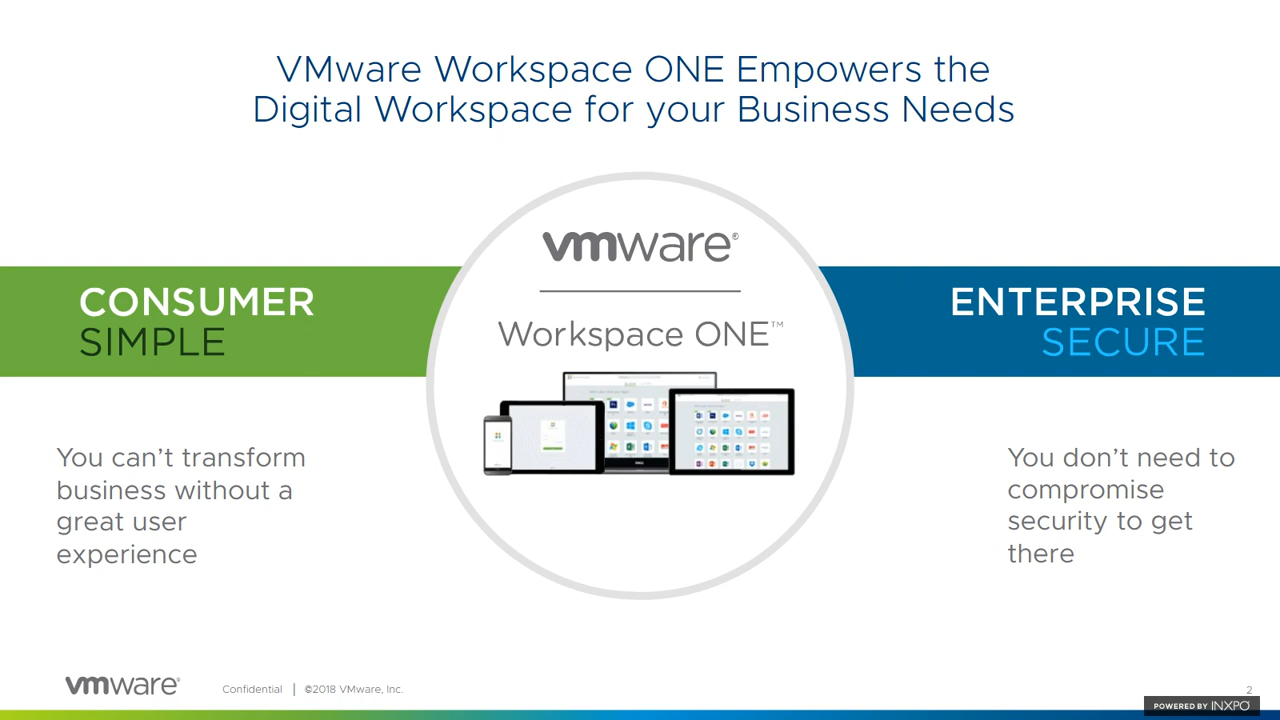 VMware Workspace ONE Empowers the
Digital Workspace for your Business Needs
vmware®
Workspace ONE™
CONSUMER
SIMPLE
ENTERPRISE
SECURE
You can't transform
business without a
great user
experience
You don't need to
compromise
security to get
there
vmware®
Confidential | ©2018 VMware, Inc.
2
POWERED BY INXPO